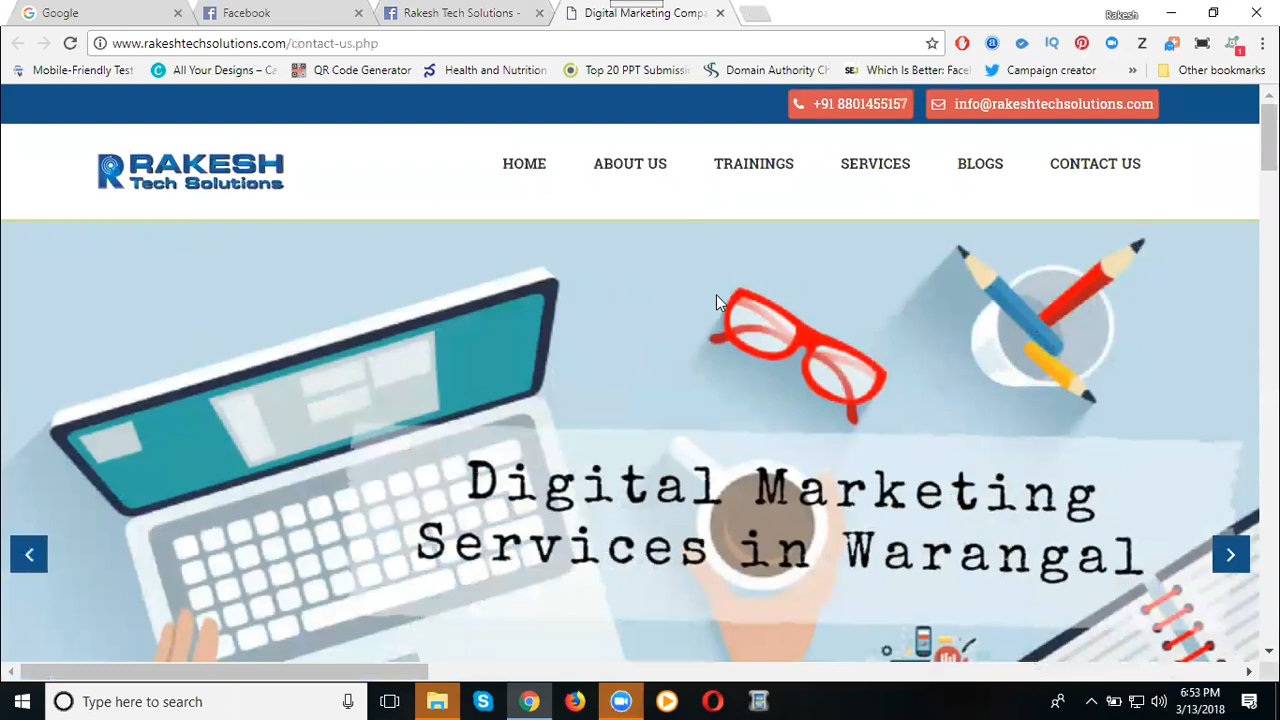 Google
Facebook
Rakesh Tech Solutions -
Digital Marketing Compa
Rakesh
www.rakeshtechsolutions.com/contact-us.php
Mobile-Friendly Test
All Your Designs – Ca
QR Code Generator
Health and Nutrition
Top 20 PPT Submissio
Domain Authority Ch
Which Is Better: Face
Campaign creator
Other bookmarks
+91 8801455157
info@rakeshtechsolutions.com
RAKESH
Tech Solutions
HOME
ABOUT US
TRAININGS
SERVICES
BLOGS
CONTACT US
Digital Marketing
Services in Warangal
Type here to search
6:53 PM
3/13/2018